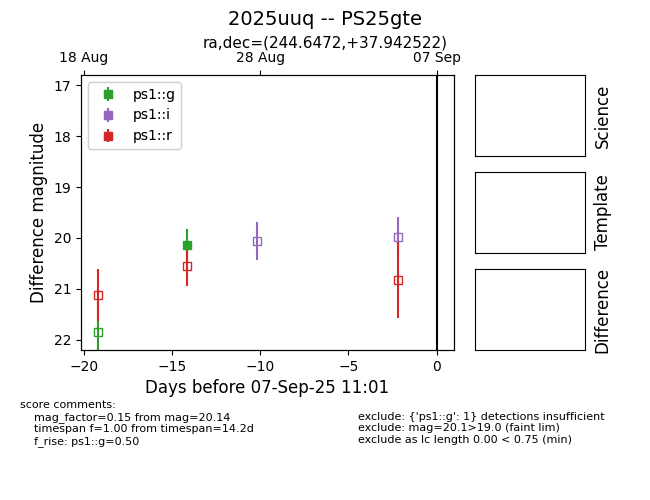 2025uuq -- PS25gte
ra,dec=(244.6472,+37.942522)
18 Aug
28 Aug
07 Sep
17
18
19
20
21
22
Difference magnitude
ps1::g
ps1::i
ps1::r
−20
−15
−10
−5
0
Days before 07-Sep-25 11:01
Science
Template
Difference
score comments:
mag_factor=0.15 from mag=20.14
timespan f=1.00 from timespan=14.2d
f_rise: ps1::g=0.50
exclude: {'ps1::g': 1} detections insufficient
exclude: mag=20.1>19.0 (faint lim)
exclude as lc length 0.00 < 0.75 (min)